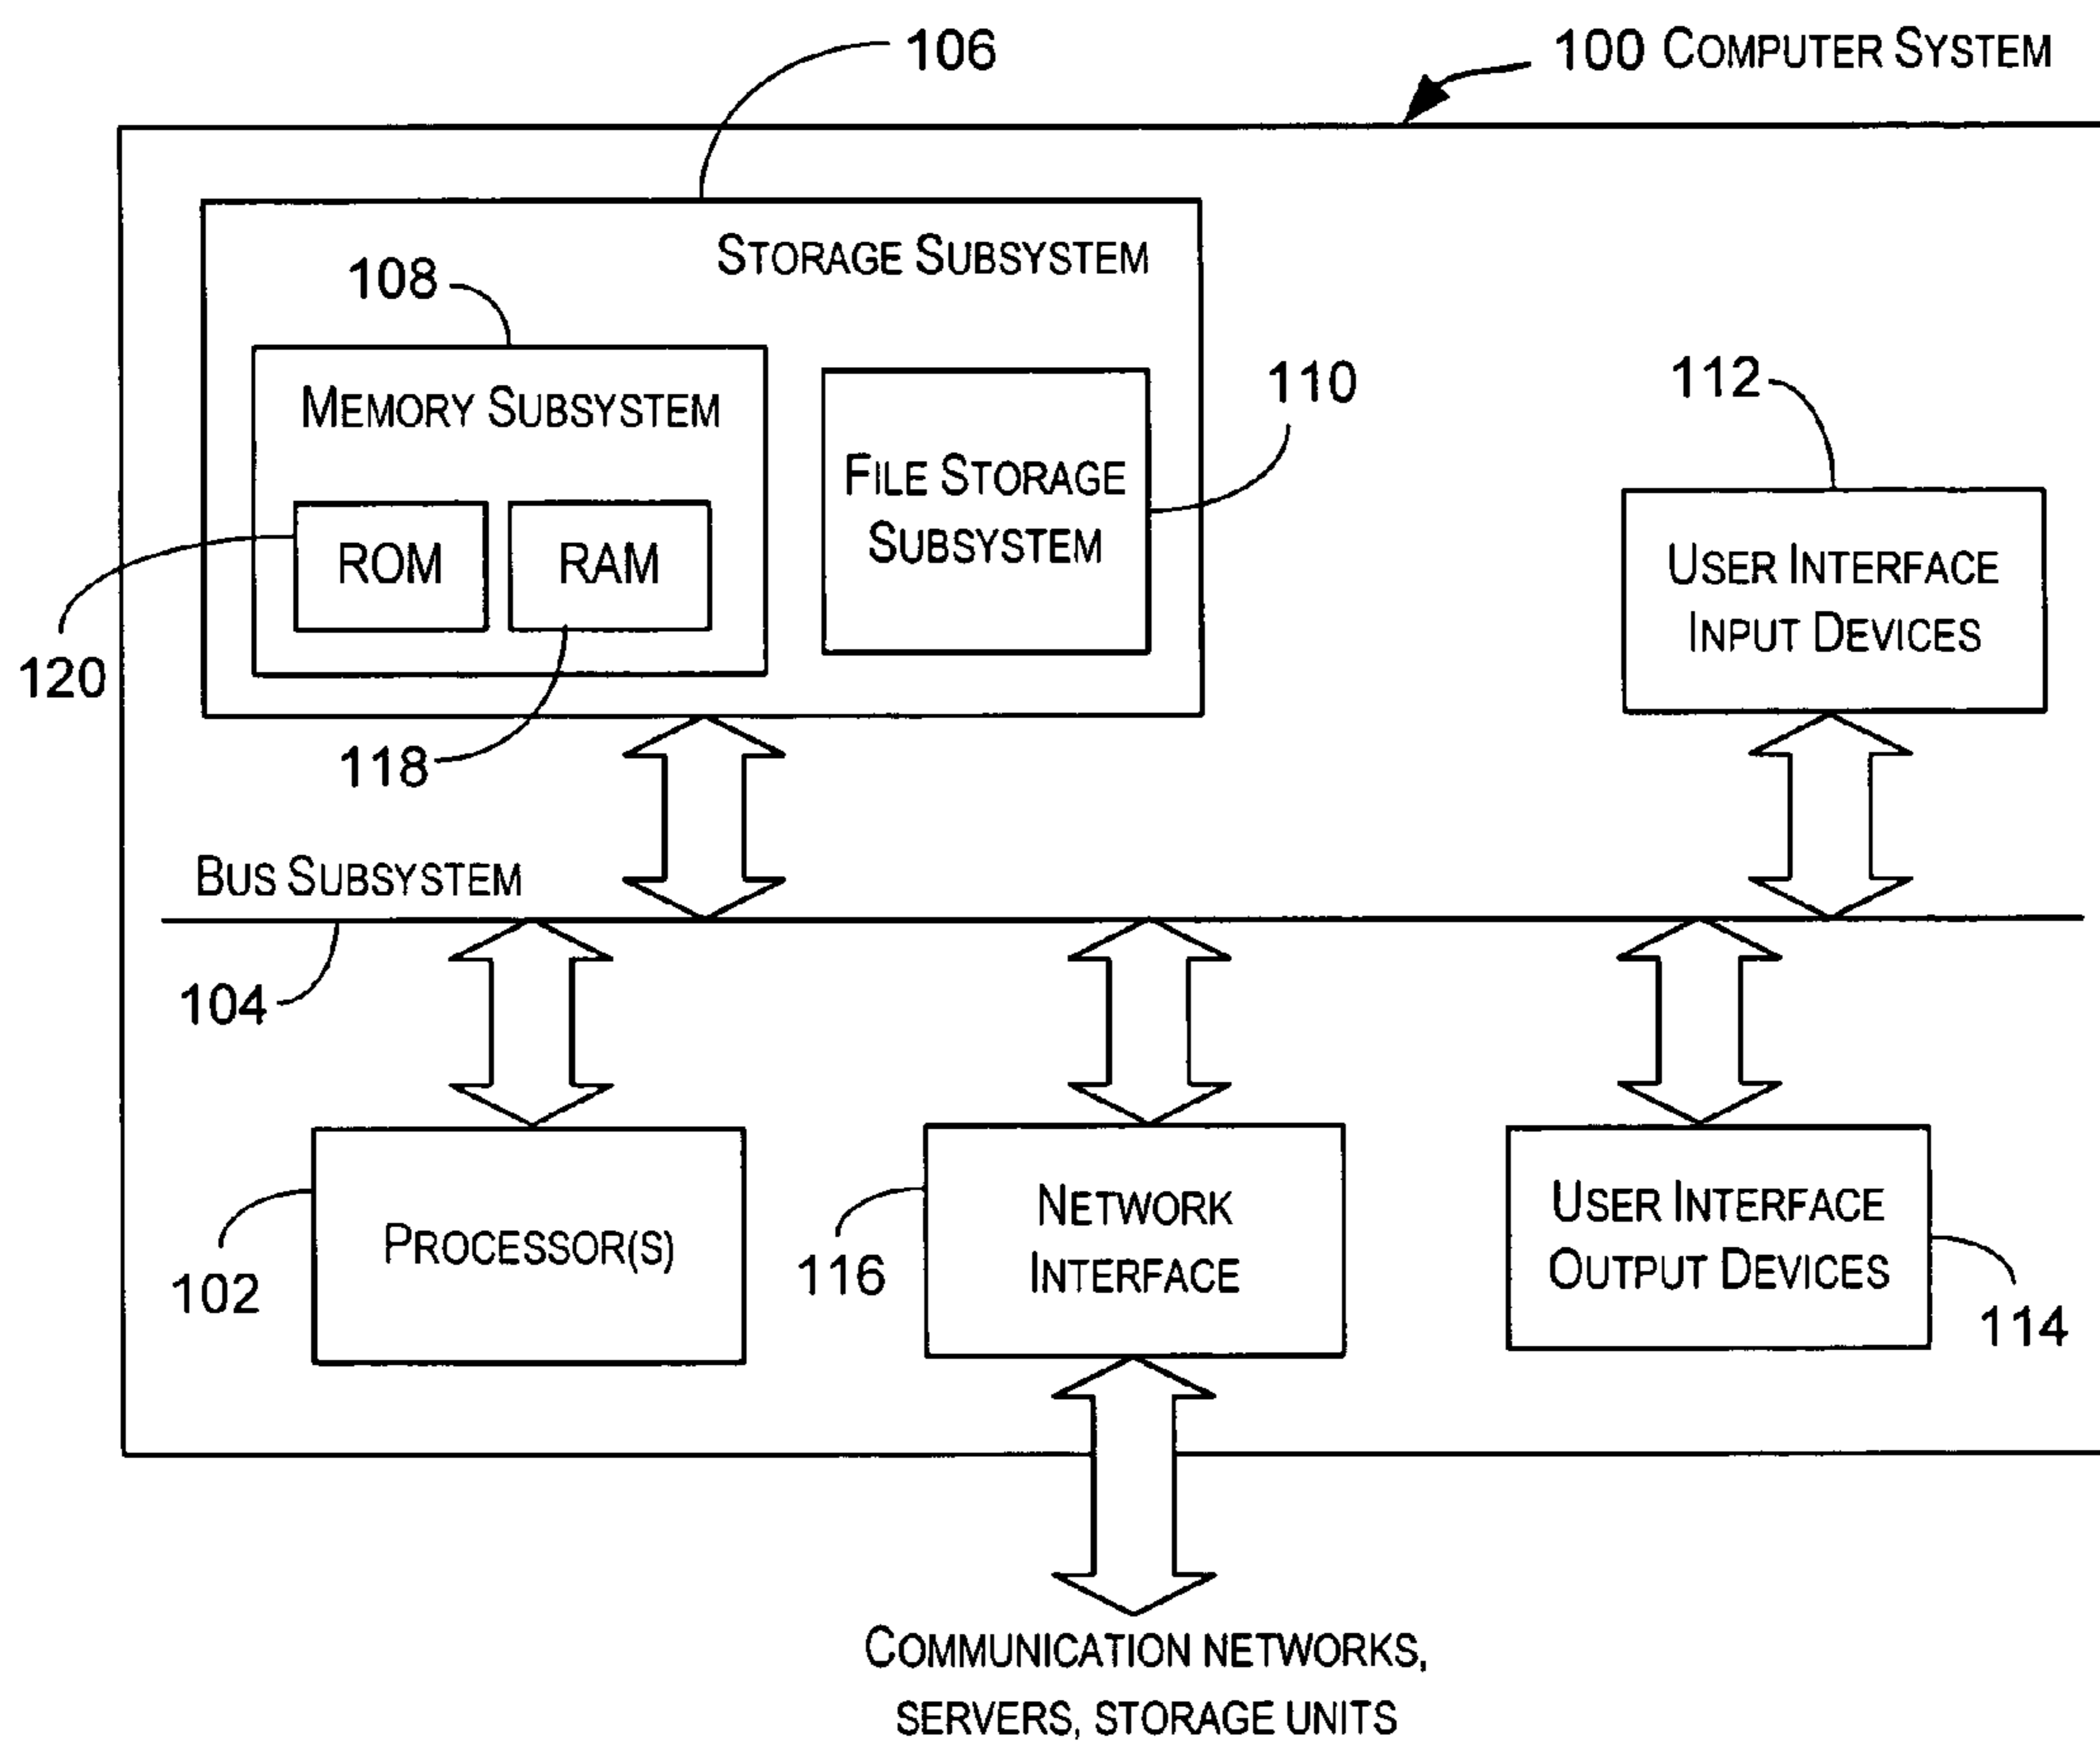 106
100 COMPUTER SYSTEM
STORAGE SUBSYSTEM
108
MEMORY SUBSYSTEM
110
112
FILE STORAGE
SUBSYSTEM
ROM
RAM
USER INTERFACE
INPUT DEVICES
120
118
BUS SUBSYSTEM
104
PROCESSOR(S)
102
NETWORK
INTERFACE
116
USER INTERFACE
OUTPUT DEVICES
114
COMMUNICATION NETWORKS,
SERVERS, STORAGE UNITS